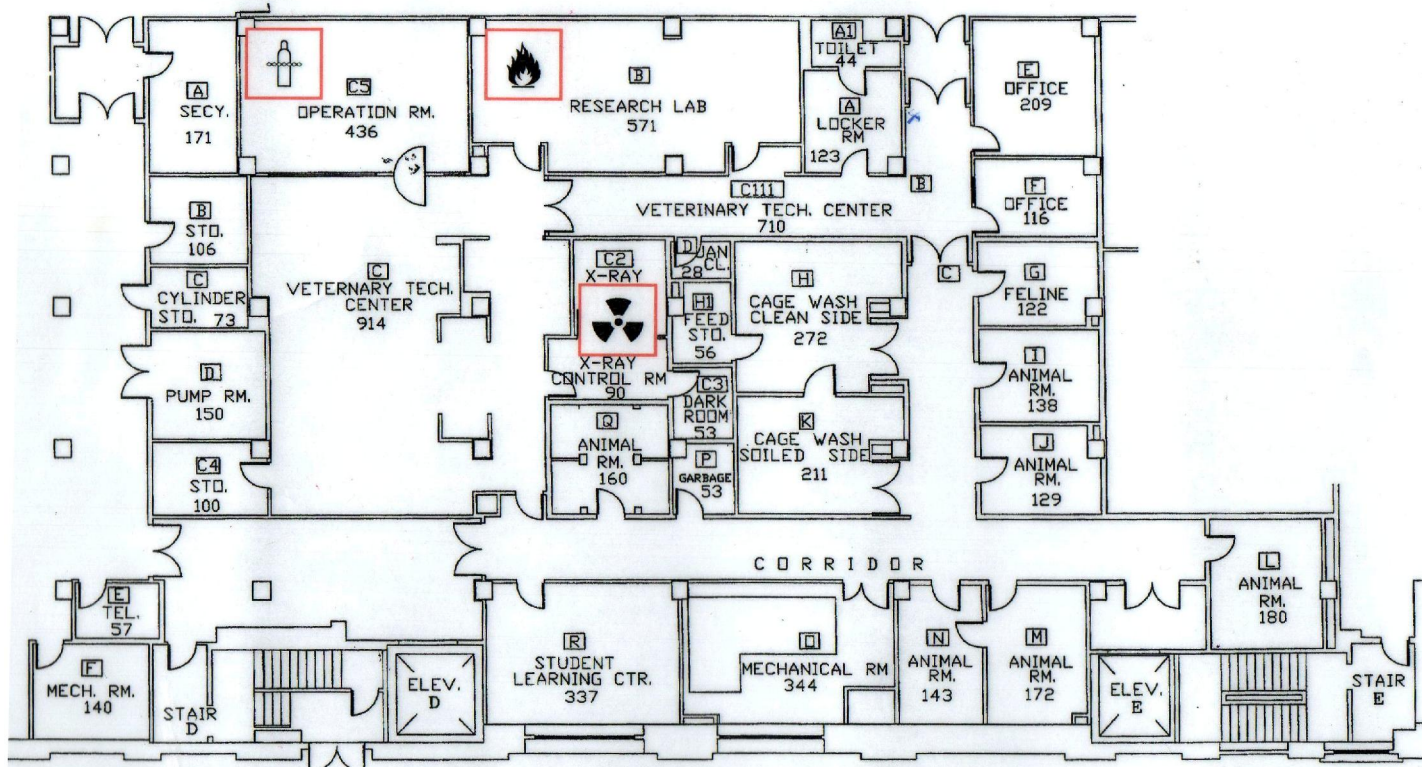 A
SECY.
171
C5
OPERATION RM.
436
B
RESEARCH LAB
571
A1
TOILET
44
A
LOCKER
RM
123
E
OFFICE
209
B
STO.
106
C111
VETERINARY TECH. CENTER
710
B
F
OFFICE
116
C
CYLINDER
STO. 73
C
VETERNARY TECH.
CENTER
914
C2
X-RAY
X-RAY
CONTROL RM
90
D
JAN
CL.
28
H1
FEED
STO.
56
H
CAGE WASH
CLEAN SIDE
272
C
G
FELINE
122
I
ANIMAL
RM.
138
D
PUMP RM.
150
C3
DARK
ROOM
53
Q
ANIMAL
RM.
160
P
GARBAGE
53
K
CAGE WASH
SOILED SIDE
211
J
ANIMAL
RM.
129
C4
STO.
100
CORRIDOR
L
ANIMAL
RM.
180
E
TEL.
57
F
MECH. RM.
140
STAIR
D
ELEV.
D
R
STUDENT
LEARNING CTR.
337
O
MECHANICAL RM
344
N
ANIMAL
RM.
143
M
ANIMAL
RM.
172
ELEV.
E
STAIR
E